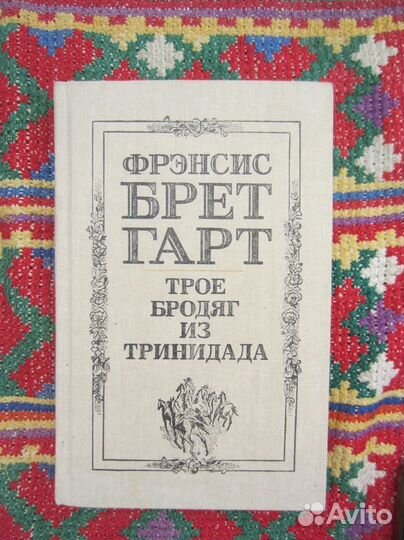 ФРЭНСИС
БРЕТ
ГАРТ
ТРОЕ
БРОДЯГ
ИЗ
ТРИНИДАДА
Avito